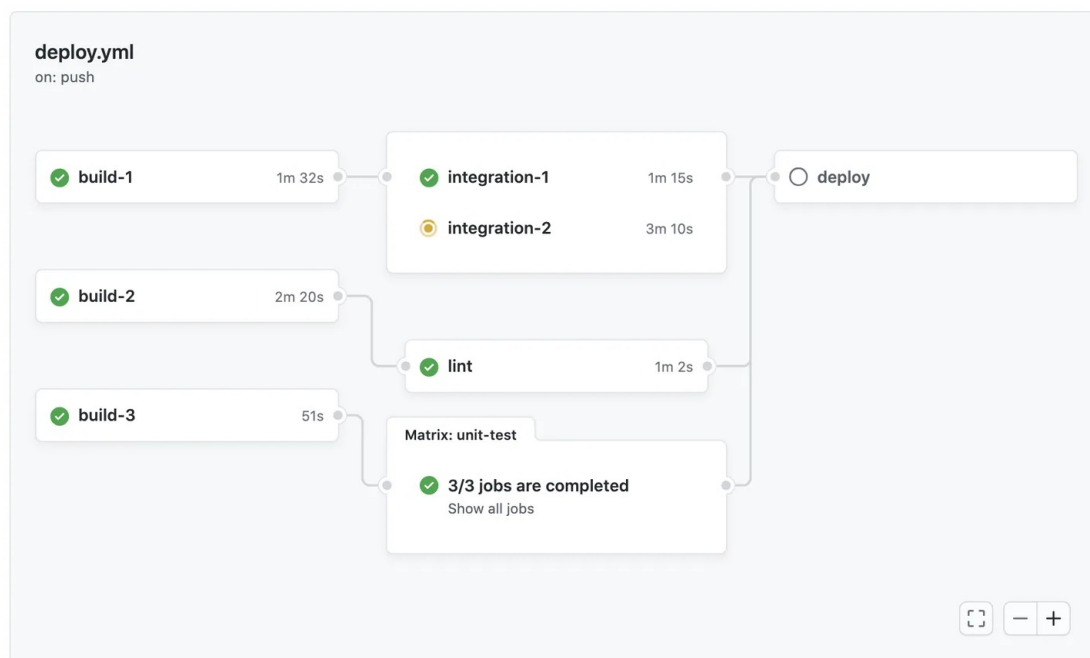 deploy.yml
on: push
build-1 1m 32s
integration-1 1m 15s
deploy
integration-2 3m 10s
build-2 2m 20s
lint 1m 2s
build-3 51s
Matrix: unit-test
3/3 jobs are completed
Show all jobs